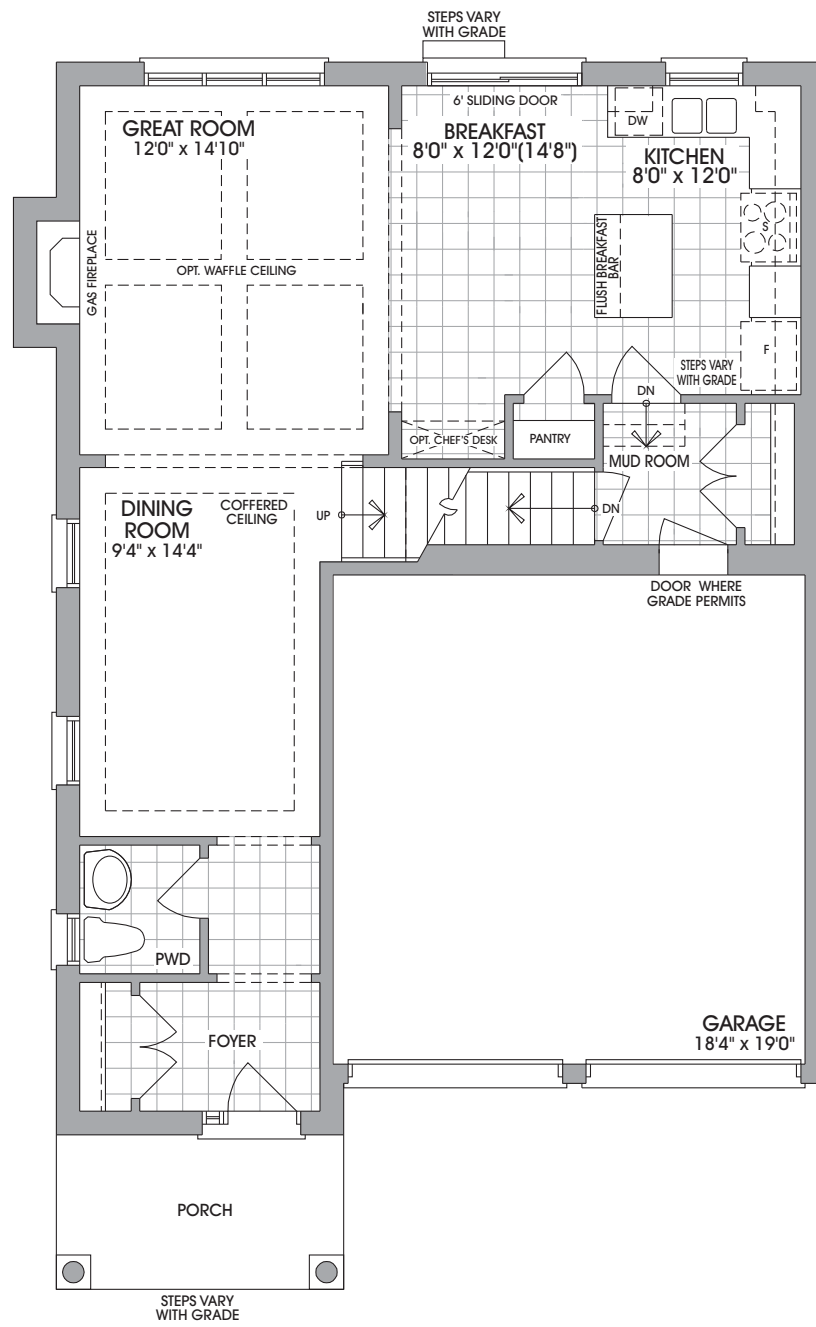 STEPS VARY
WITH GRADE
6' SLIDING DOOR
GREAT ROOM
12'0" x 14'10"
BREAKFAST
8'0" x 12'0"(14'8")
DW
KITCHEN
8'0" x 12'0"
S
GAS FIREPLACE
OPT. WAFFLE CEILING
FLUSH BREAKFAST
BAR
F
STEPS VARY
WITH GRADE
DN
OPT. CHEF'S DESK
PANTRY
MUD ROOM
DINING
ROOM
9'4" x 14'4"
COFFERED
CEILING
UP
DN
DOOR WHERE
GRADE PERMITS
PWD
GARAGE
18'4" x 19'0"
FOYER
PORCH
STEPS VARY
WITH GRADE